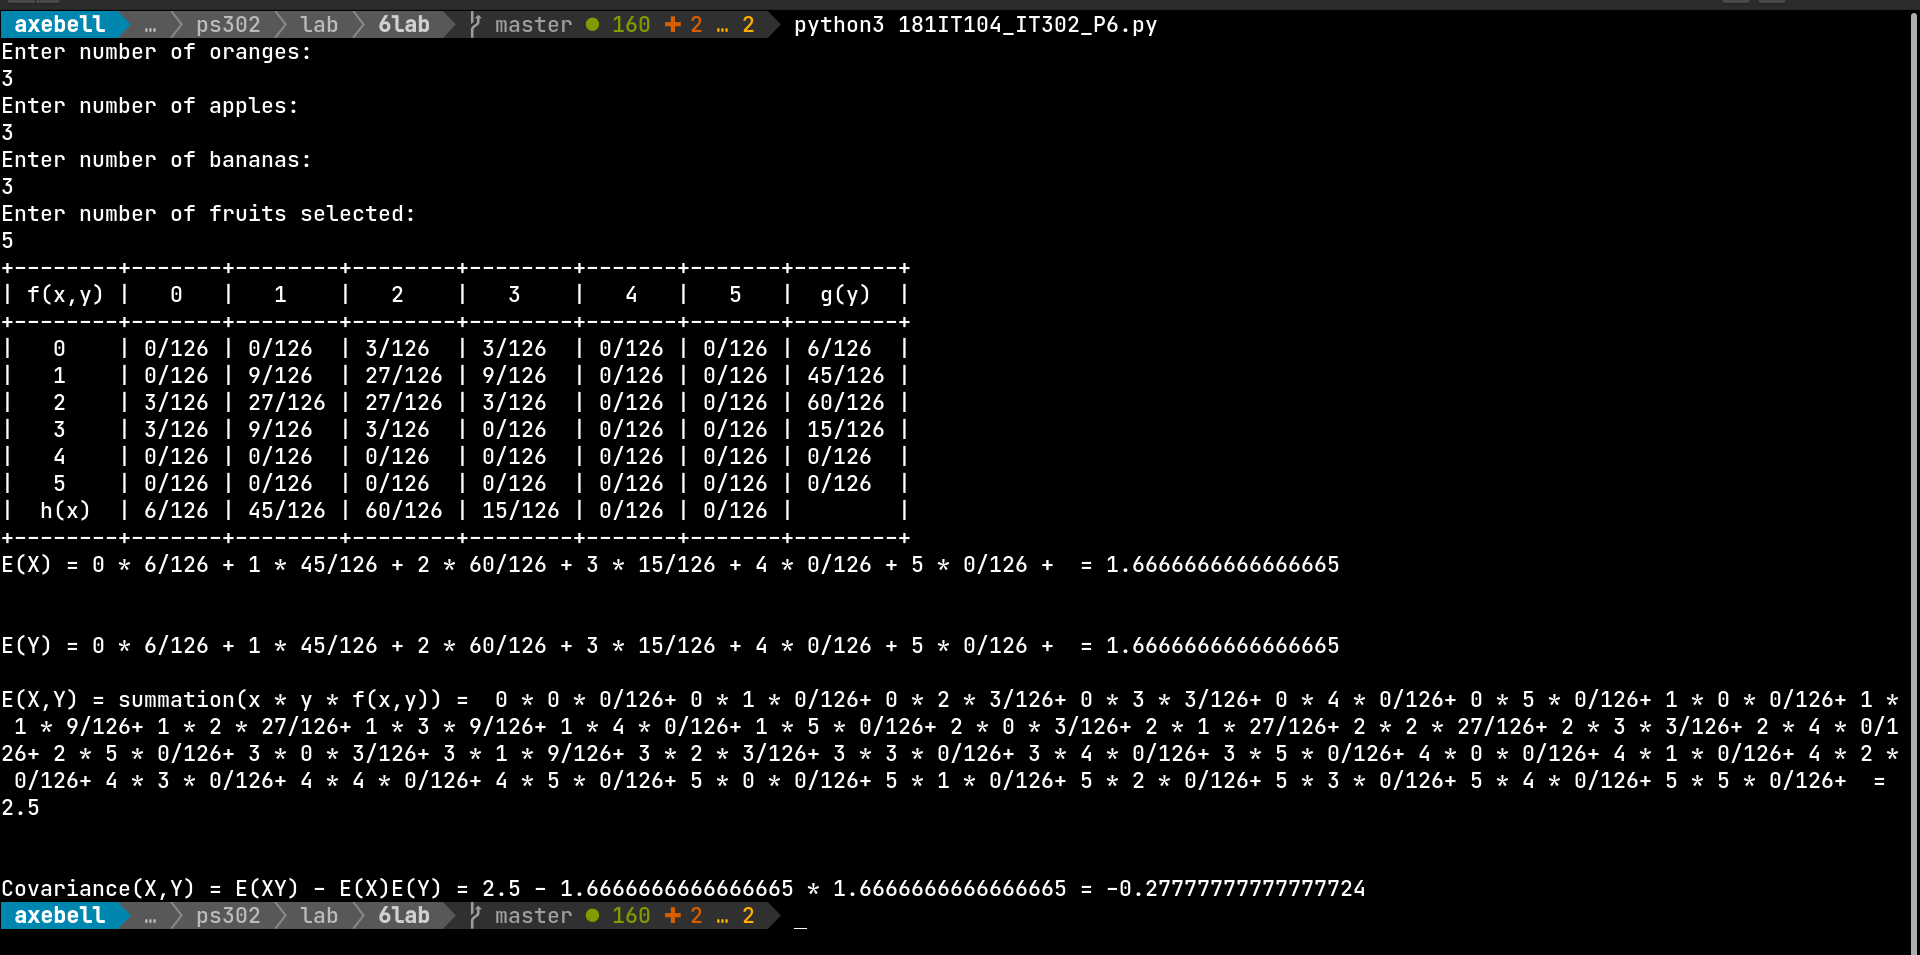 axebell … ps302 lab 6lab master ● 160 ✚ 2 … 2 python3 181IT104_IT302_P6.py
Enter number of oranges:
3
Enter number of apples:
3
Enter number of bananas:
3
Enter number of fruits selected:
5
+--------+-------+--------+--------+--------+-------+-------+--------+
| f(x,y) |   0   |   1    |   2    |   3    |   4   |   5   |  g(y)  |
+--------+-------+--------+--------+--------+-------+-------+--------+
|   0    | 0/126 | 0/126  | 3/126  | 3/126  | 0/126 | 0/126 | 6/126  |
|   1    | 0/126 | 9/126  | 27/126 | 9/126  | 0/126 | 0/126 | 45/126 |
|   2    | 3/126 | 27/126 | 27/126 | 3/126  | 0/126 | 0/126 | 60/126 |
|   3    | 3/126 | 9/126  | 3/126  | 0/126  | 0/126 | 0/126 | 15/126 |
|   4    | 0/126 | 0/126  | 0/126  | 0/126  | 0/126 | 0/126 | 0/126  |
|   5    | 0/126 | 0/126  | 0/126  | 0/126  | 0/126 | 0/126 | 0/126  |
|  h(x)  | 6/126 | 45/126 | 60/126 | 15/126 | 0/126 | 0/126 |        |
+--------+-------+--------+--------+--------+-------+-------+--------+
E(X) = 0 * 6/126 + 1 * 45/126 + 2 * 60/126 + 3 * 15/126 + 4 * 0/126 + 5 * 0/126 +  = 1.6666666666666665
E(Y) = 0 * 6/126 + 1 * 45/126 + 2 * 60/126 + 3 * 15/126 + 4 * 0/126 + 5 * 0/126 +  = 1.6666666666666665
E(X,Y) = summation(x * y * f(x,y)) =  0 * 0 * 0/126+ 0 * 1 * 0/126+ 0 * 2 * 3/126+ 0 * 3 * 3/126+ 0 * 4 * 0/126+ 0 * 5 * 0/126+ 1 * 0 * 0/126+ 1 *
 1 * 9/126+ 1 * 2 * 27/126+ 1 * 3 * 9/126+ 1 * 4 * 0/126+ 1 * 5 * 0/126+ 2 * 0 * 3/126+ 2 * 1 * 27/126+ 2 * 2 * 27/126+ 2 * 3 * 3/126+ 2 * 4 * 0/1
26+ 2 * 5 * 0/126+ 3 * 0 * 3/126+ 3 * 1 * 9/126+ 3 * 2 * 3/126+ 3 * 3 * 0/126+ 3 * 4 * 0/126+ 3 * 5 * 0/126+ 4 * 0 * 0/126+ 4 * 1 * 0/126+ 4 * 2 *
 0/126+ 4 * 3 * 0/126+ 4 * 4 * 0/126+ 4 * 5 * 0/126+ 5 * 0 * 0/126+ 5 * 1 * 0/126+ 5 * 2 * 0/126+ 5 * 3 * 0/126+ 5 * 4 * 0/126+ 5 * 5 * 0/126+  =
2.5
Covariance(X,Y) = E(XY) - E(X)E(Y) = 2.5 - 1.6666666666666665 * 1.6666666666666665 = -0.27777777777777724
axebell … ps302 lab 6lab master ● 160 ✚ 2 … 2 _